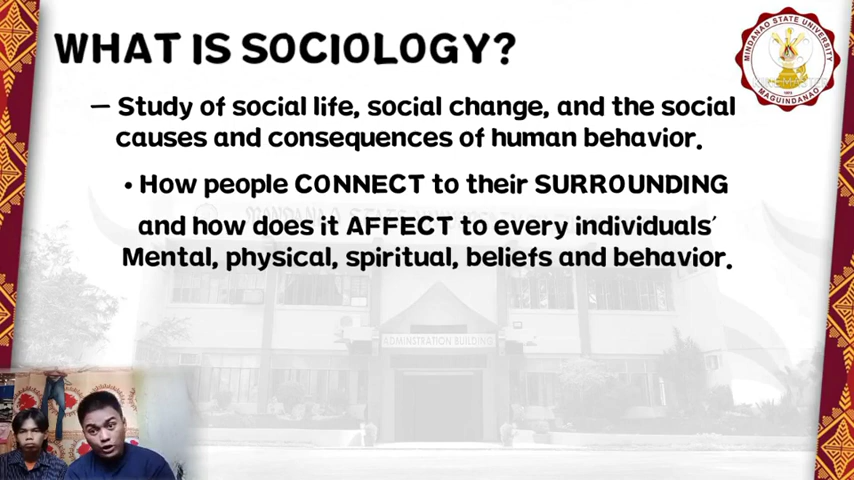 WHAT IS SOCIOLOGY?
MINDANAO STATE UNIVERSITY
MAGUINDANAO
– Study of social life, social change, and the social
causes and consequences of human behavior.
• How people CONNECT to their SURROUNDING
and how does it AFFECT to every individuals'
Mental, physical, spiritual, beliefs and behavior.
ADMINSTRATION BUILDING